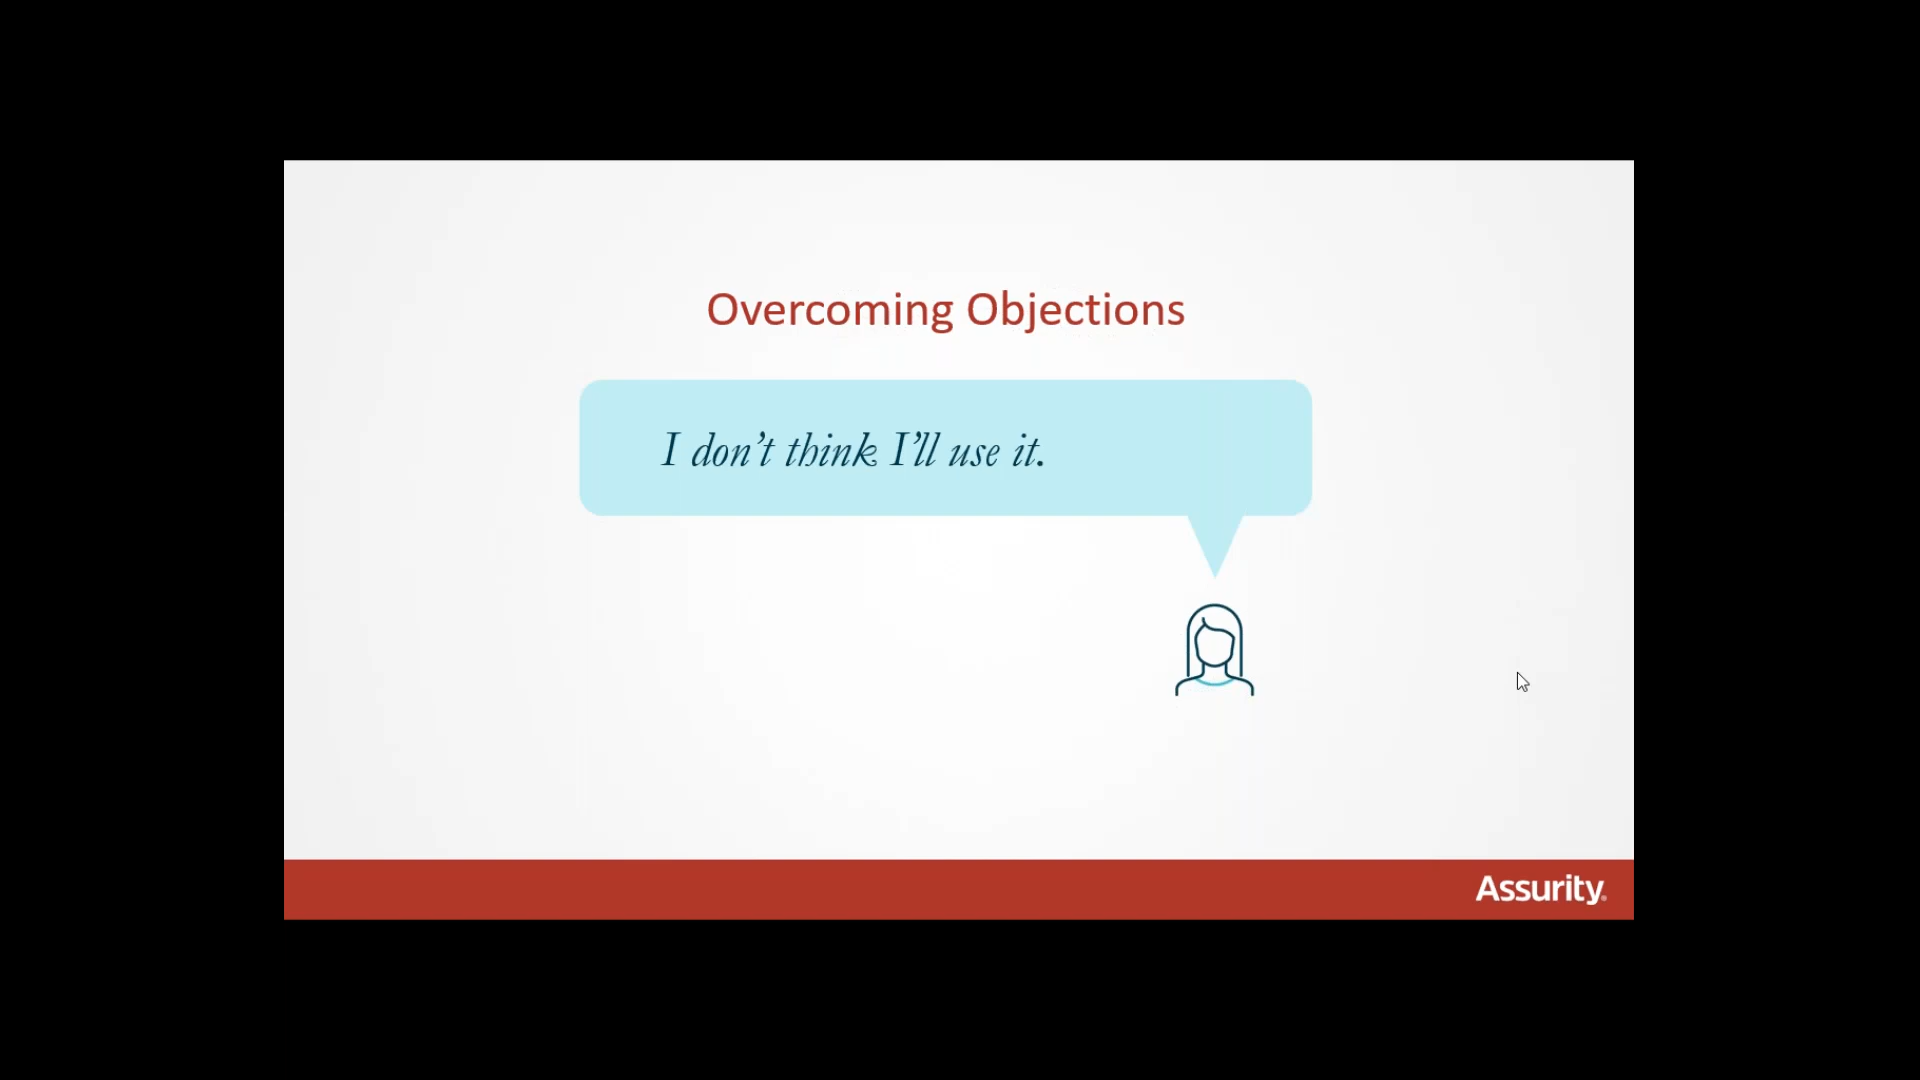 Overcoming Objections
I don’t think I’ll use it.
Assurity®